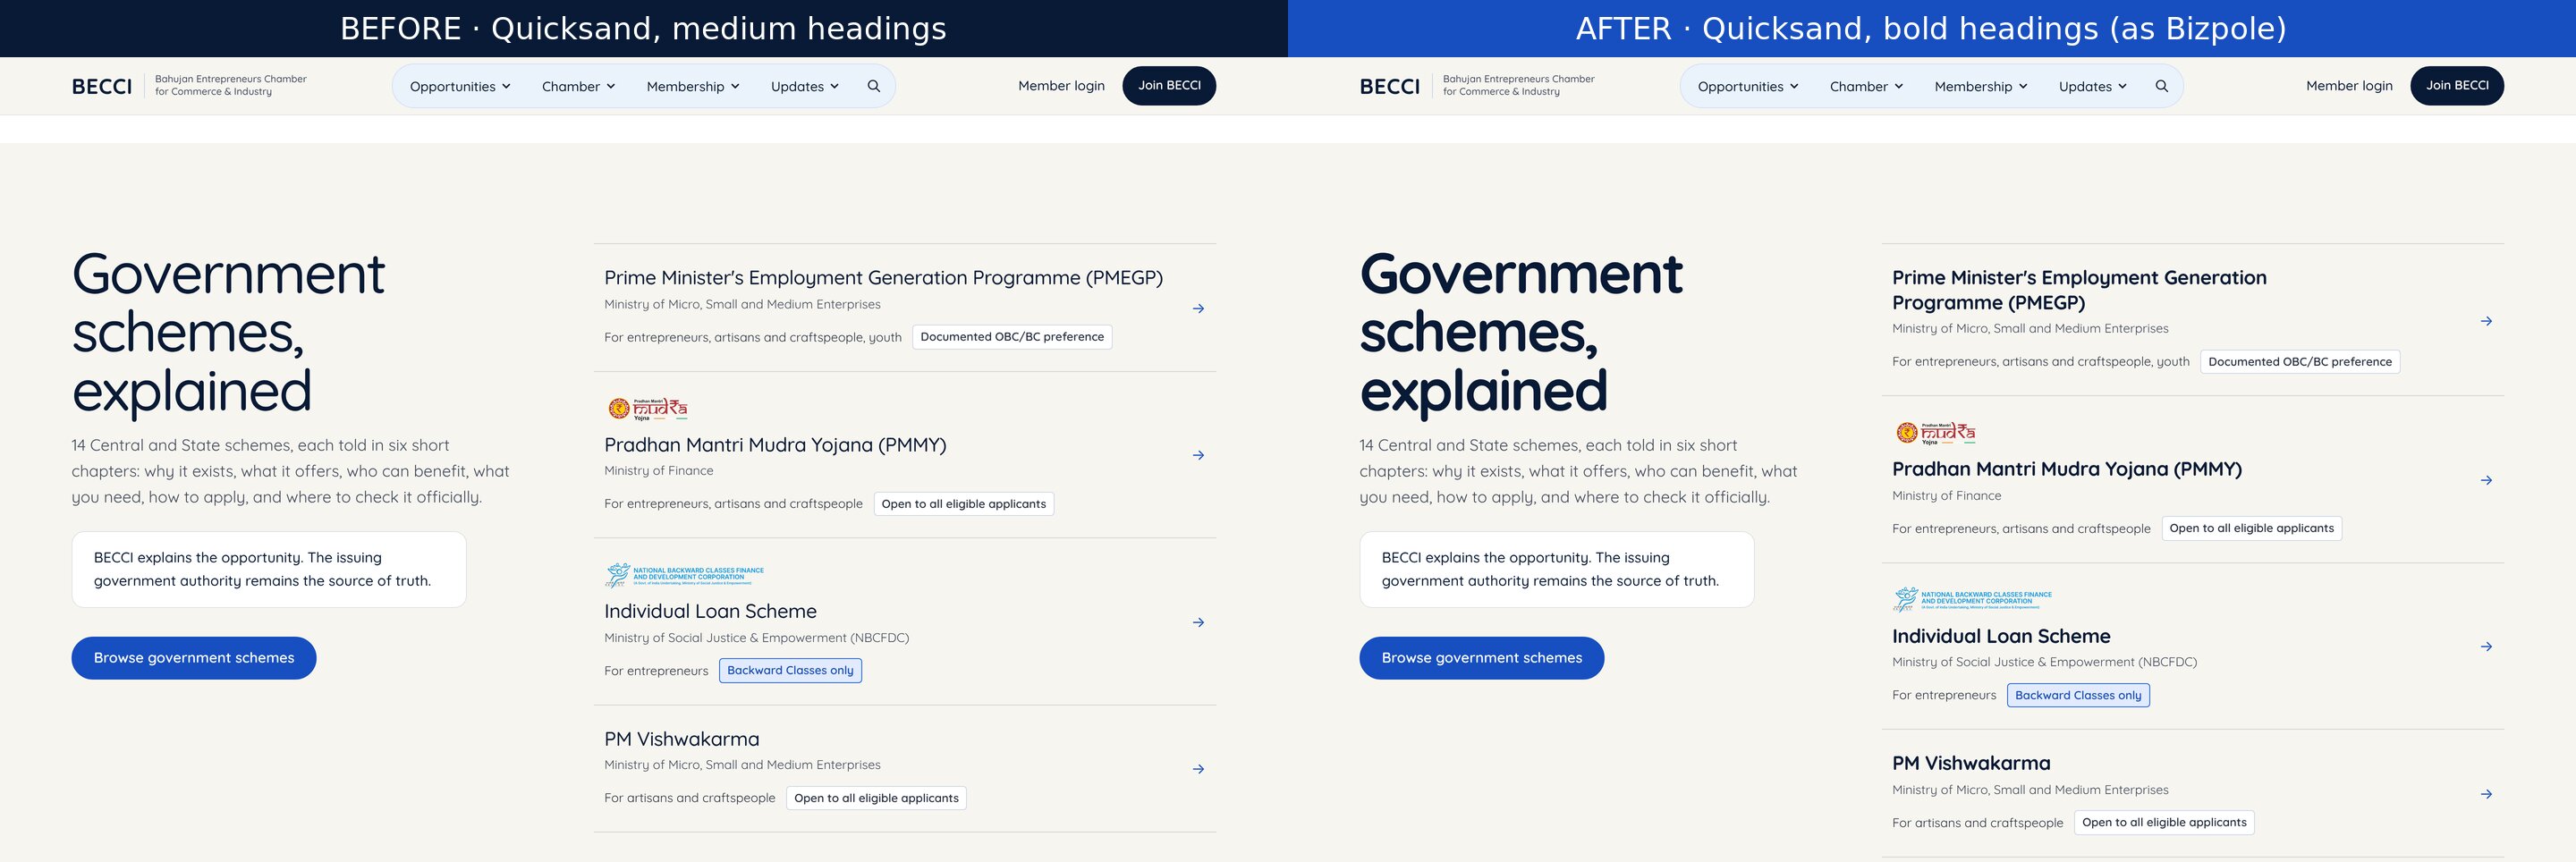 BEFORE · Quicksand, medium headings
BECCI
Bahujan Entrepreneurs Chamber
for Commerce & Industry
Opportunities
Chamber
Membership
Updates
Member login
Join BECCI
Government
schemes,
explained
14 Central and State schemes, each told in six short
chapters: why it exists, what it offers, who can benefit, what
you need, how to apply, and where to check it officially.
BECCI explains the opportunity. The issuing
government authority remains the source of truth.
Browse government schemes
Prime Minister's Employment Generation Programme (PMEGP)
Ministry of Micro, Small and Medium Enterprises
For entrepreneurs, artisans and craftspeople, youth
Documented OBC/BC preference
Pradhan Mantri
mudRa
Yojna
Pradhan Mantri Mudra Yojana (PMMY)
Ministry of Finance
For entrepreneurs, artisans and craftspeople
Open to all eligible applicants
NATIONAL BACKWARD CLASSES FINANCE
AND DEVELOPMENT CORPORATION
Individual Loan Scheme
Ministry of Social Justice & Empowerment (NBCFDC)
For entrepreneurs
Backward Classes only
PM Vishwakarma
Ministry of Micro, Small and Medium Enterprises
For artisans and craftspeople
Open to all eligible applicants
AFTER · Quicksand, bold headings (as Bizpole)
BECCI
Bahujan Entrepreneurs Chamber
for Commerce & Industry
Opportunities
Chamber
Membership
Updates
Member login
Join BECCI
Government
schemes,
explained
14 Central and State schemes, each told in six short
chapters: why it exists, what it offers, who can benefit, what
you need, how to apply, and where to check it officially.
BECCI explains the opportunity. The issuing
government authority remains the source of truth.
Browse government schemes
Prime Minister's Employment Generation
Programme (PMEGP)
Ministry of Micro, Small and Medium Enterprises
For entrepreneurs, artisans and craftspeople, youth
Documented OBC/BC preference
Pradhan Mantri
mudRa
Yojna
Pradhan Mantri Mudra Yojana (PMMY)
Ministry of Finance
For entrepreneurs, artisans and craftspeople
Open to all eligible applicants
NATIONAL BACKWARD CLASSES FINANCE
AND DEVELOPMENT CORPORATION
Individual Loan Scheme
Ministry of Social Justice & Empowerment (NBCFDC)
For entrepreneurs
Backward Classes only
PM Vishwakarma
Ministry of Micro, Small and Medium Enterprises
For artisans and craftspeople
Open to all eligible applicants